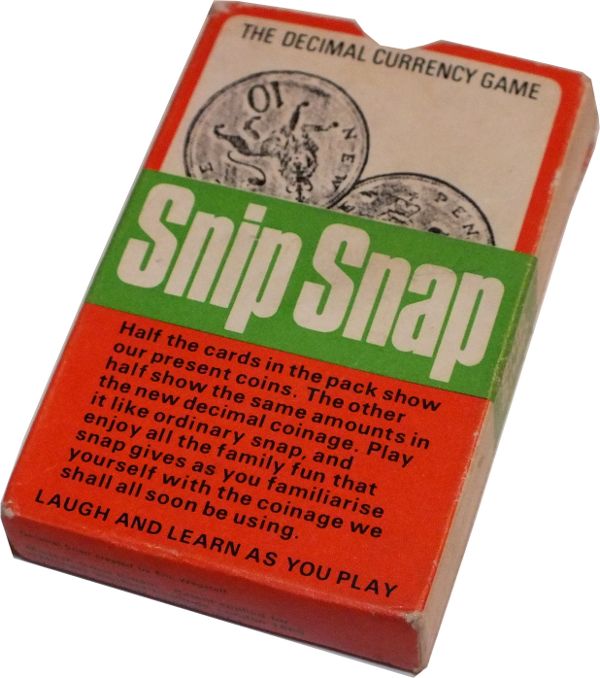 THE DECIMAL CURRENCY GAME
10
NEW
PEN
Snip Snap
Half the cards in the pack show
our present coins. The other
half show the same amounts in
the new decimal coinage. Play
it like ordinary snap, and
enjoy all the family fun that
snap gives as you familiarise
yourself with the coinage we
shall all soon be using.
LAUGH AND LEARN AS YOU PLAY